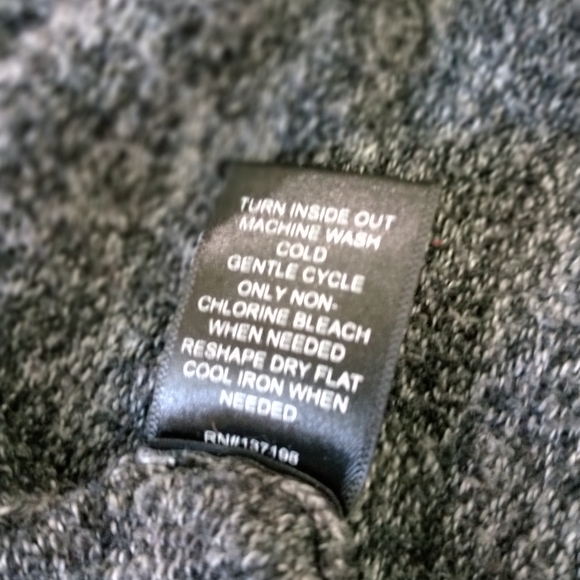 TURN INSIDE OUT
MACHINE WASH
COLD
GENTLE CYCLE
ONLY NON-
CHLORINE BLEACH
WHEN NEEDED
RESHAPE DRY FLAT
COOL IRON WHEN
NEEDED
RN#137198